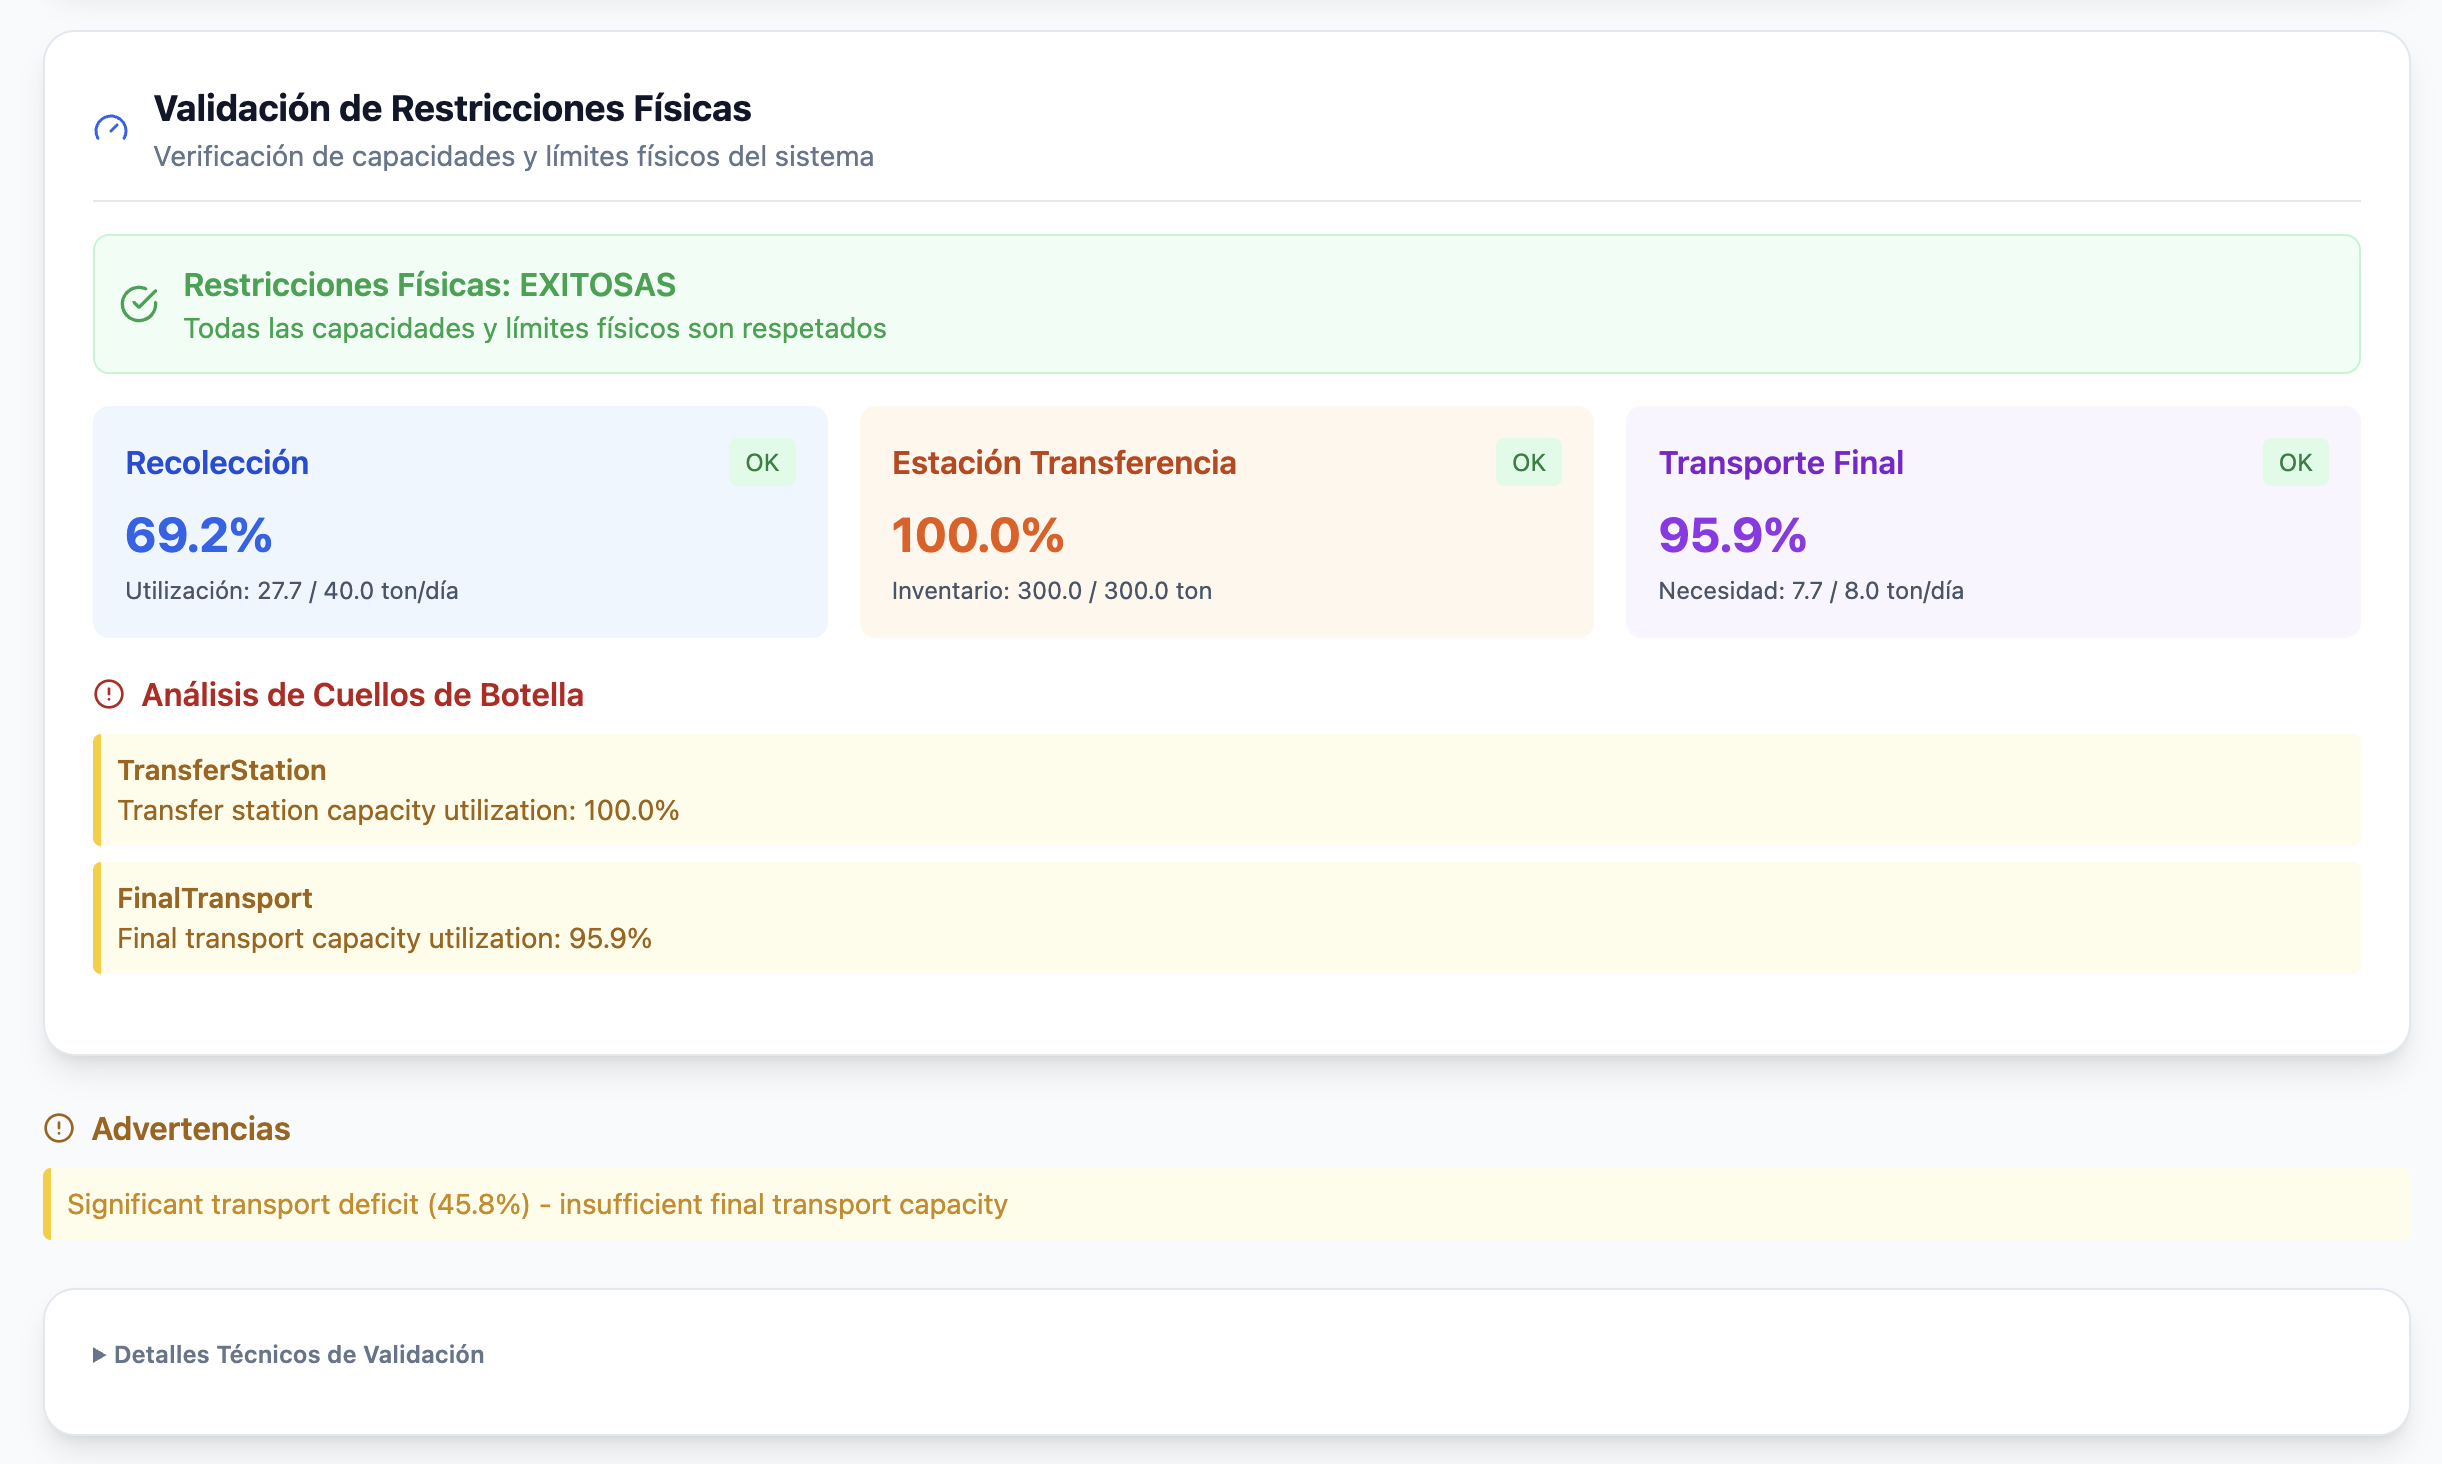 Validación de Restricciones Físicas
Verificación de capacidades y límites físicos del sistema
Restricciones Físicas: EXITOSAS
Todas las capacidades y límites físicos son respetados
Recolección
OK
69.2%
Utilización: 27.7 / 40.0 ton/día
Estación Transferencia
OK
100.0%
Inventario: 300.0 / 300.0 ton
Transporte Final
OK
95.9%
Necesidad: 7.7 / 8.0 ton/día
Análisis de Cuellos de Botella
TransferStation
Transfer station capacity utilization: 100.0%
FinalTransport
Final transport capacity utilization: 95.9%
Advertencias
Significant transport deficit (45.8%) - insufficient final transport capacity
Detalles Técnicos de Validación